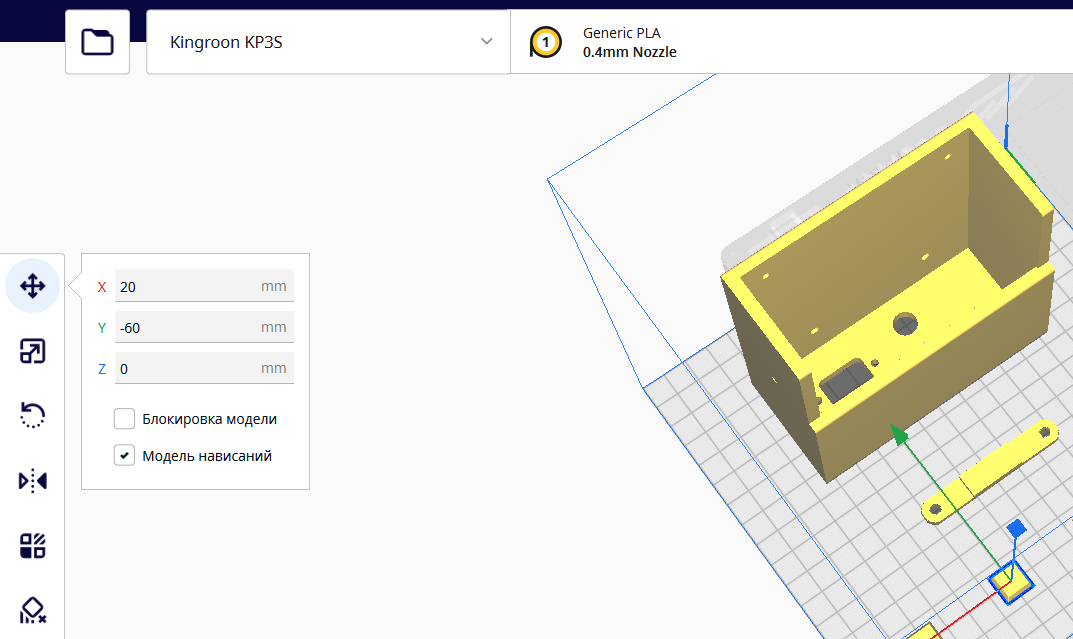 Kingroon KP3S
1
Generic PLA
0.4mm Nozzle
X 20 mm
Y -60 mm
Z 0 mm
Блокировка модели
Модель нависаний